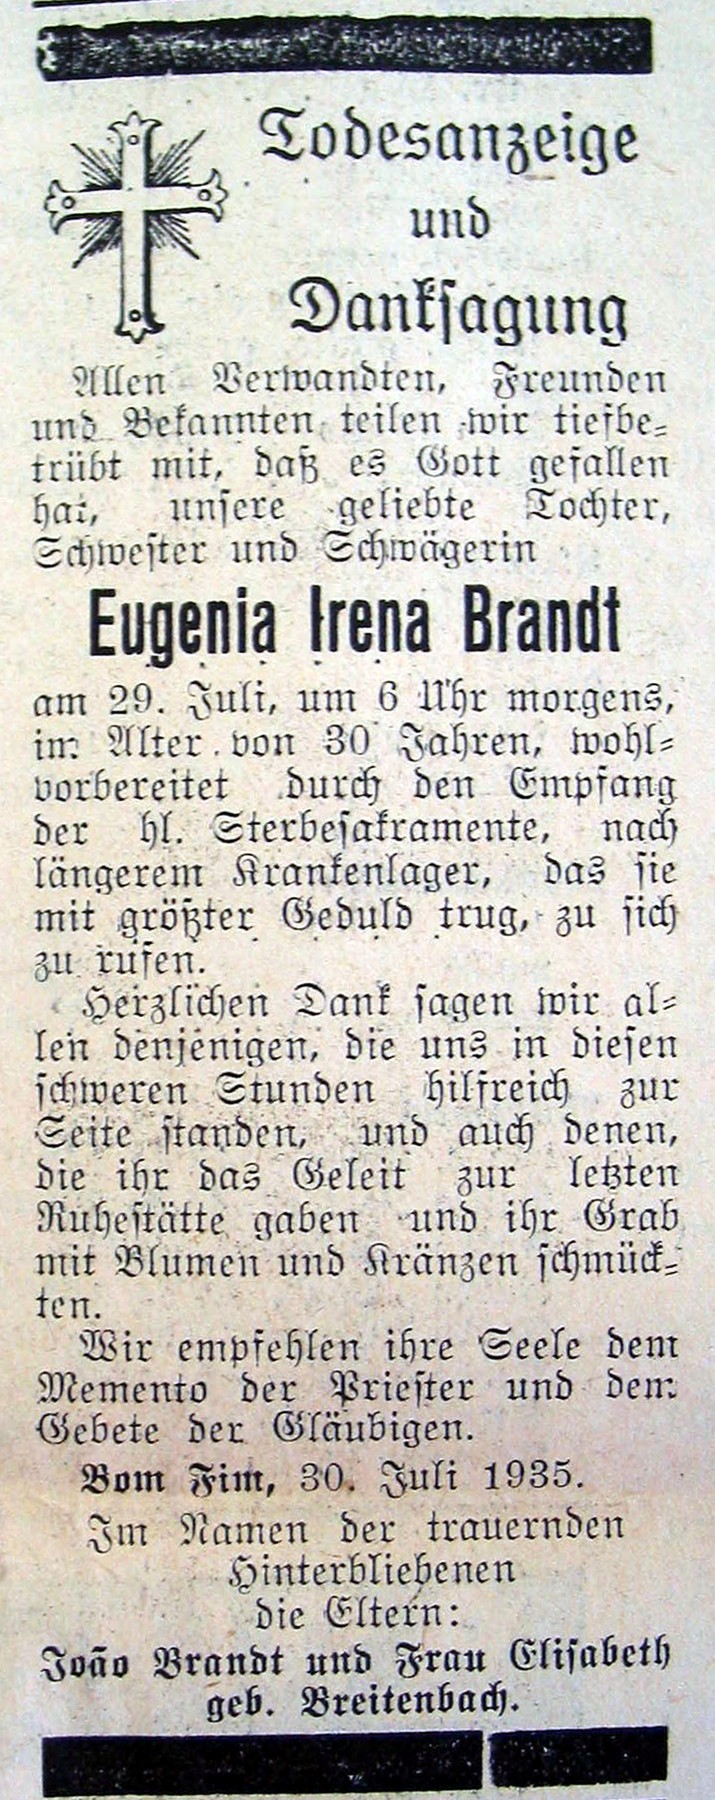 Todesanzeige
und
Danksagung
Allen Verwandten, Freunden
und Bekannten teilen wir tiefbe-
trübt mit, daß es Gott gefallen
hat, unsere geliebte Tochter,
Schwester und Schwägerin
Eugenia Irena Brandt
am 29. Juli, um 6 Uhr morgens,
im Alter von 30 Jahren, wohl-
vorbereitet durch den Empfang
der hl. Sterbesakramente, nach
längerem Krankenlager, das sie
mit größter Geduld trug, zu sich
zu rufen.
Herzlichen Dank sagen wir al-
len denjenigen, die uns in diesen
schweren Stunden hilfreich zur
Seite standen, und auch denen,
die ihr das Geleit zur letzten
Ruhestätte gaben und ihr Grab
mit Blumen und Kränzen schmück-
ten.
Wir empfehlen ihre Seele dem
Memento der Priester und dem
Gebete der Gläubigen.
Bom Fim, 30. Juli 1935.
Im Namen der trauernden
Hinterbliebenen
die Eltern:
João Brandt und Frau Elisabeth
geb. Breitenbach.